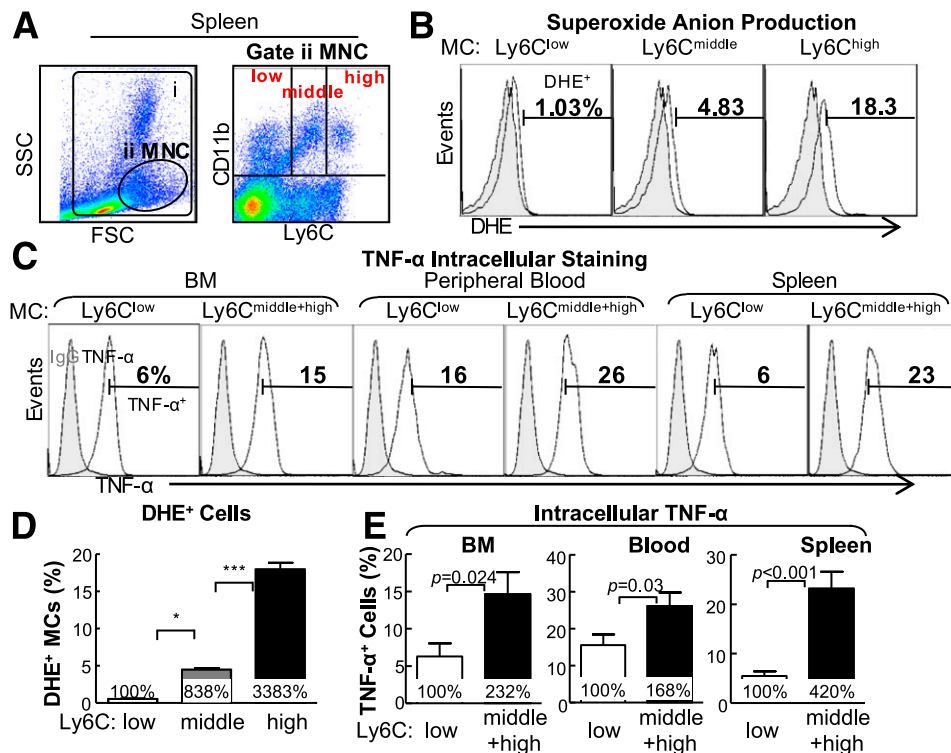 A
Spleen
Gate ii MNC
low
middle
high
i
ii MNC
SSC
FSC
CD11b
Ly6C
B
Superoxide Anion Production
MC: Ly6Clow Ly6Cmiddle Ly6Chigh
DHE+
1.03% 4.83 18.3
Events
DHE
C
TNF-α Intracellular Staining
BM Peripheral Blood Spleen
MC: Ly6Clow Ly6Cmiddle+high Ly6Clow Ly6Cmiddle+high Ly6Clow Ly6Cmiddle+high
IgG TNF-α
6% 15 16 26 6 23
TNF-α+
Events
TNF-α
D
DHE+ Cells
DHE+ MCs (%)
20
15
10
5
0
*
***
100% 838% 3383%
Ly6C: low middle high
E
Intracellular TNF-α
BM Blood Spleen
TNF-α+ Cells (%)
20
15
10
5
0
p=0.024
100% 232%
40
30
20
10
0
p=0.03
100% 168%
30
20
10
0
p<0.001
100% 420%
Ly6C: low middle +high low middle +high low middle +high